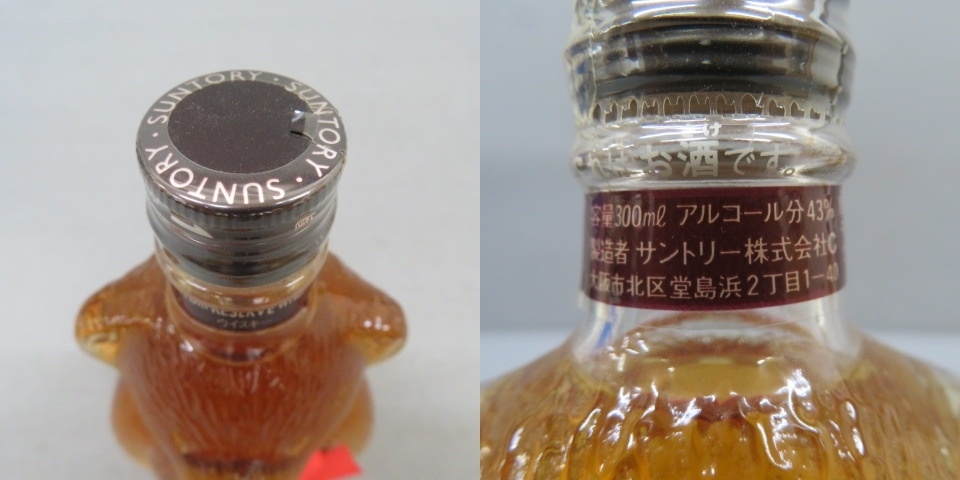 SUNTORY · SUNTORY · SUNTORY · SUNTORY
RESERVE
ウイスキー
お酒です。
容量300ml アルコール分43%
製造者 サントリー株式会社C
大阪市北区堂島浜2丁目1-40